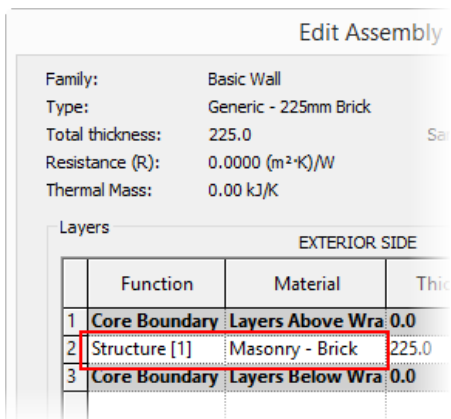 Edit Assembly
Family: Basic Wall
Type: Generic - 225mm Brick
Total thickness: 225.0
Resistance (R): 0.0000 (m²·K)/W
Thermal Mass: 0.00 kJ/K
Layers
EXTERIOR SIDE
Function Material
1 Core Boundary Layers Above Wra 0.0
2 Structure [1] Masonry - Brick 225.0
3 Core Boundary Layers Below Wra 0.0